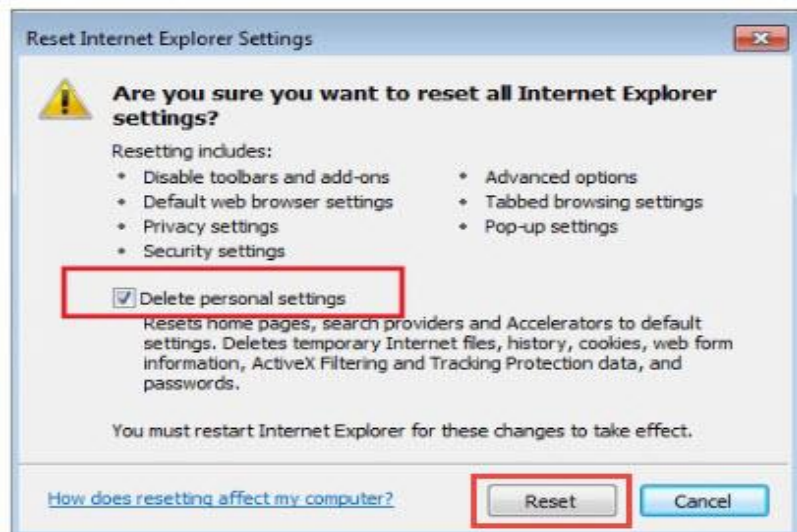 Reset Internet Explorer Settings
Are you sure you want to reset all Internet Explorer
settings?
Resetting includes:
• Disable toolbars and add-ons
• Default web browser settings
• Privacy settings
• Security settings
• Advanced options
• Tabbed browsing settings
• Pop-up settings
Delete personal settings
Resets home pages, search providers and Accelerators to default
settings. Deletes temporary Internet files, history, cookies, web form
information, ActiveX Filtering and Tracking Protection data, and
passwords.
You must restart Internet Explorer for these changes to take effect.
How does resetting affect my computer?
Reset
Cancel